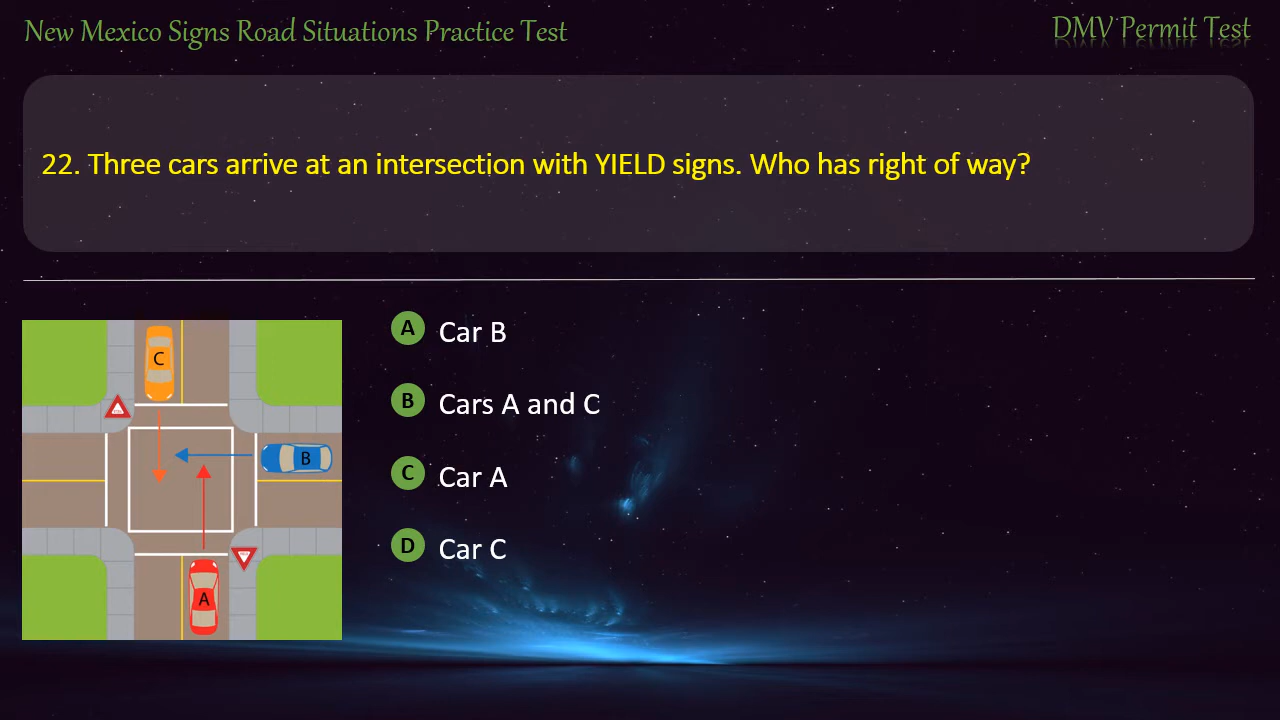 New Mexico Signs Road Situations Practice Test
DMV Permit Test
22. Three cars arrive at an intersection with YIELD signs. Who has right of way?
A Car B
B Cars A and C
C Car A
D Car C
C
B
A